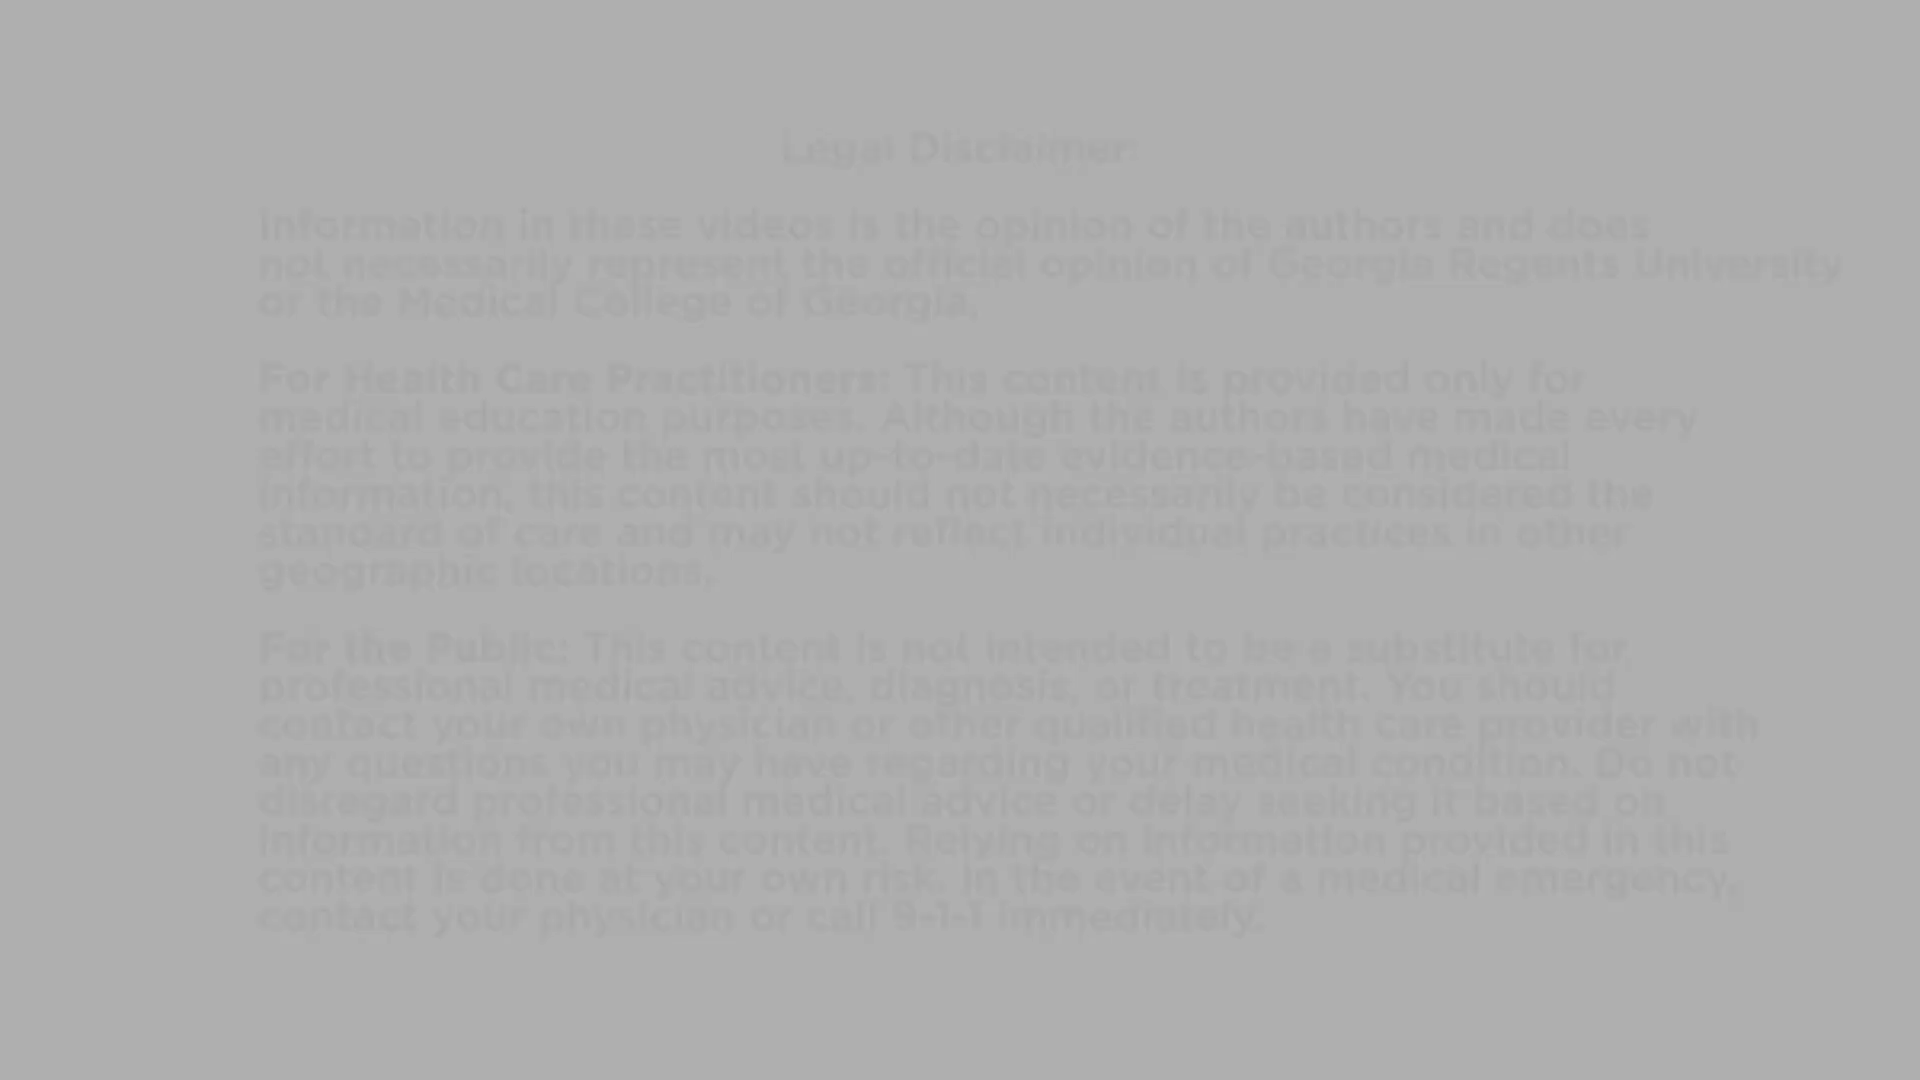 Legal Disclaimer:
Information in these videos is the opinion of the authors and does
not necessarily represent the official opinion of Georgia Regents University
or the Medical College of Georgia.
For Health Care Practitioners: This content is provided only for
medical education purposes. Although the authors have made every
effort to provide the most up-to-date evidence-based medical
information, this content should not necessarily be considered the
standard of care and may not reflect individual practices in other
geographic locations.
For the Public: This content is not intended to be a substitute for
professional medical advice, diagnosis, or treatment. You should
contact your own physician or other qualified health care provider with
any questions you may have regarding your medical condition. Do not
disregard professional medical advice or delay seeking it based on
information from this content. Relying on information provided in this
content is done at your own risk. In the event of a medical emergency,
contact your physician or call 9-1-1 immediately.